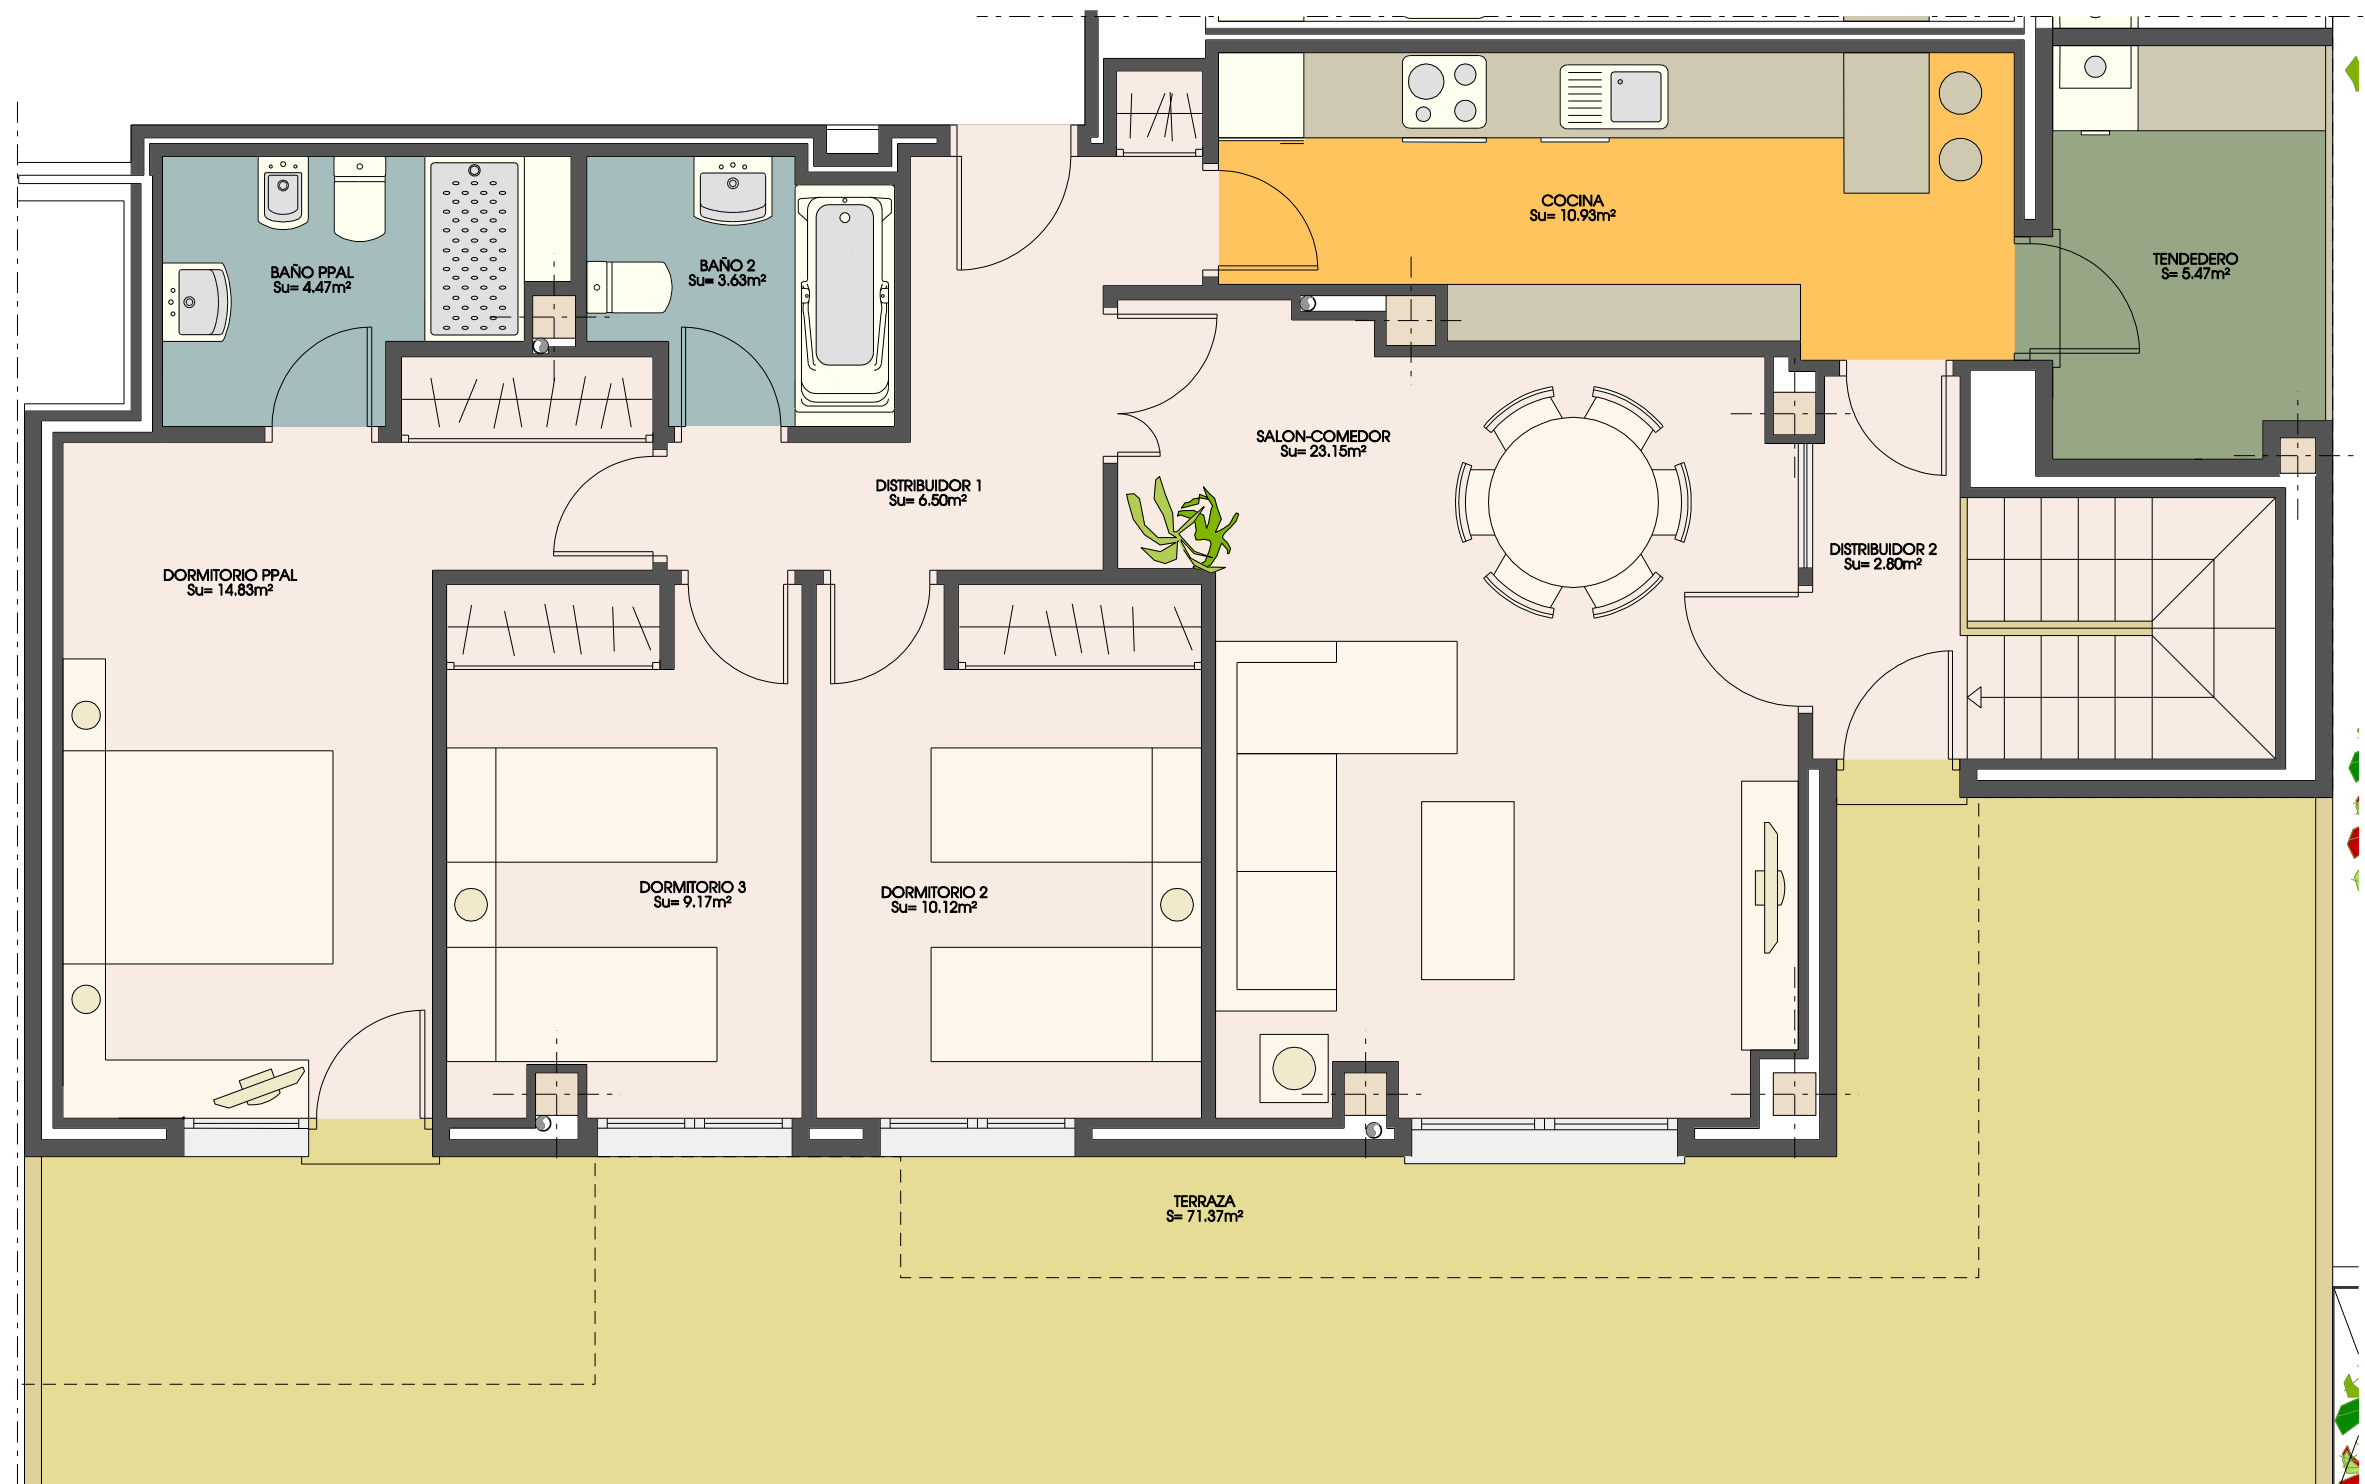 COCINA
Su= 10.93m²
TENDEDERO
S= 5.47m²
BAÑO PPAL
Su= 4.47m²
BAÑO 2
Su= 3.63m²
SALON-COMEDOR
Su= 23.15m²
DISTRIBUIDOR 1
Su= 6.50m²
DISTRIBUIDOR 2
Su= 2.80m²
DORMITORIO PPAL
Su= 14.83m²
DORMITORIO 3
Su= 9.17m²
DORMITORIO 2
Su= 10.12m²
TERRAZA
S= 71.37m²